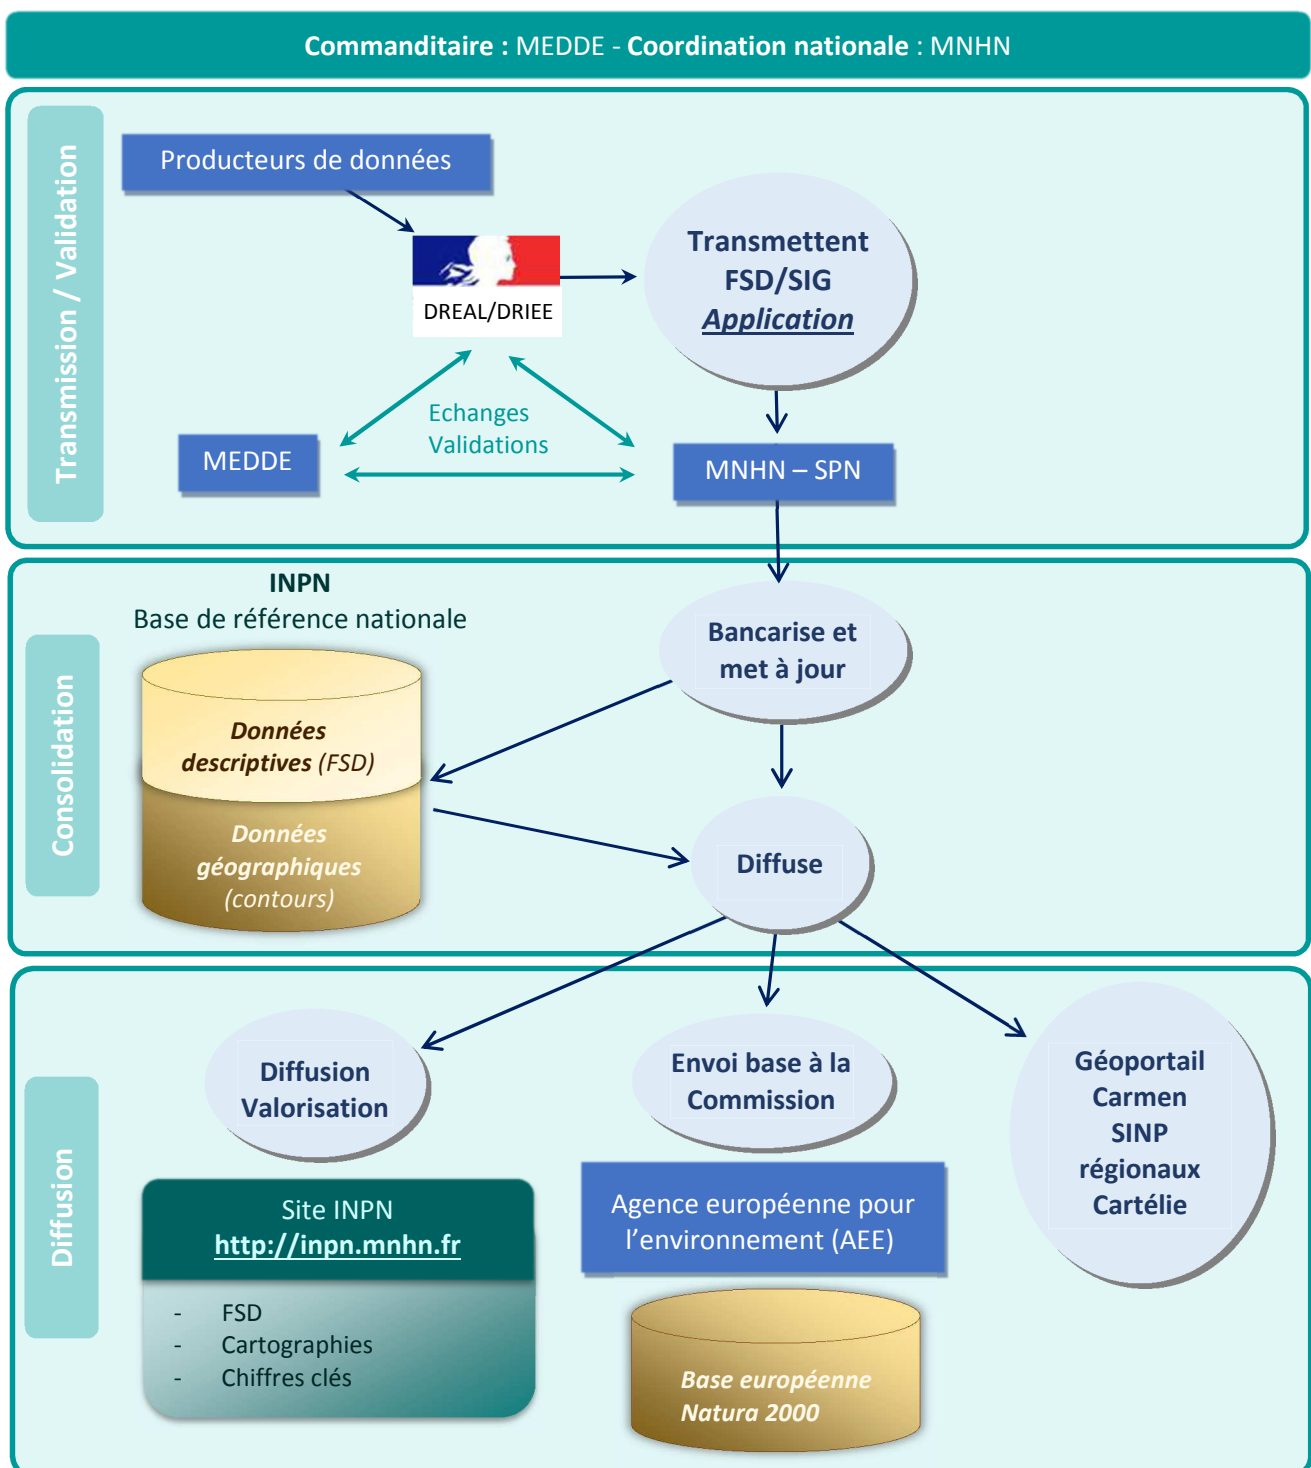 Commanditaire : MEDDE - Coordination nationale : MNHN
Transmission / Validation
Producteurs de données
DREAL/DRIEE
Transmettent
FSD/SIG
Application
Echanges
Validations
MEDDE
MNHN – SPN
Consolidation
INPN
Base de référence nationale
Données
descriptives (FSD)
Données
géographiques
(contours)
Bancarise et
met à jour
Diffuse
Diffusion
Diffusion
Valorisation
Site INPN
http://inpn.mnhn.fr
- FSD
- Cartographies
- Chiffres clés
Envoi base à la
Commission
Agence européenne pour
l’environnement (AEE)
Base européenne
Natura 2000
Géoportail
Carmen
SINP
régionaux
Cartélie